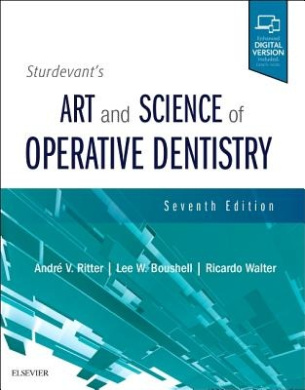 Enhanced
DIGITAL
VERSION
Included
Sturdevant's
ART and SCIENCE of
OPERATIVE DENTISTRY
Seventh Edition
André V. Ritter | Lee W. Boushell | Ricardo Walter
ELSEVIER